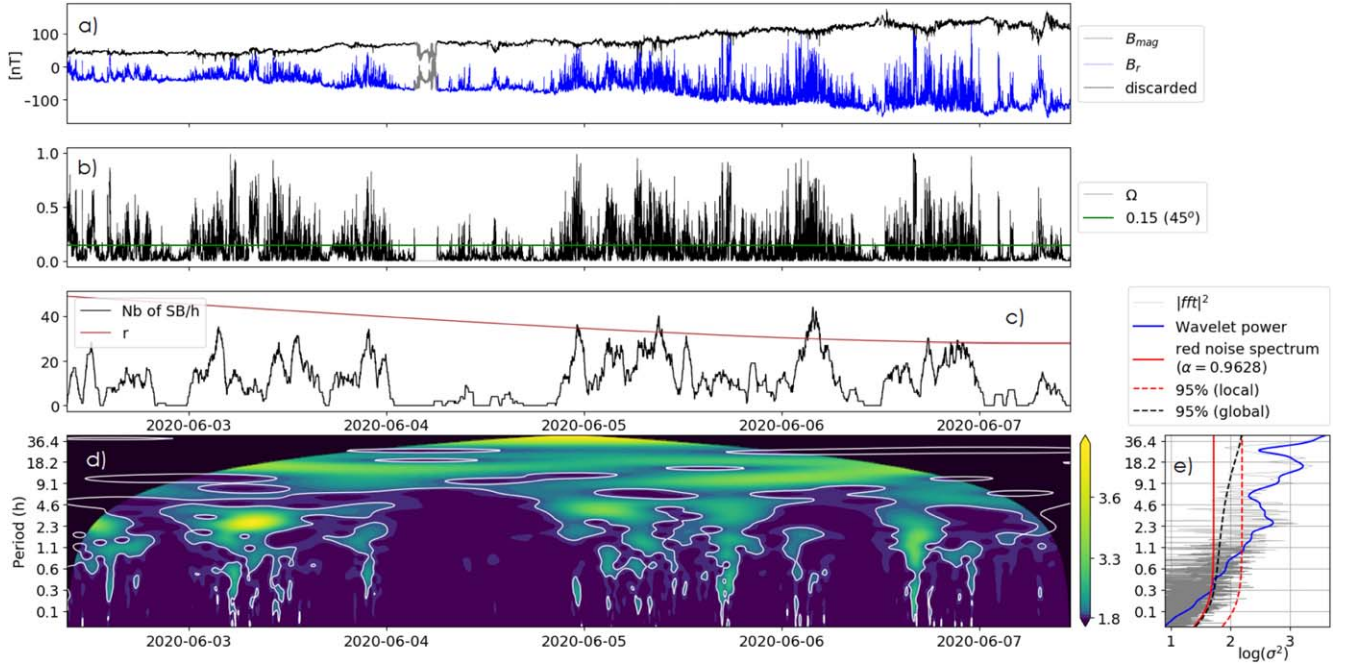 a)
[nT]
100
0
−100
B_mag
B_r
discarded
b)
1.0
0.5
0.0
Ω
0.15 (45°)
c)
Nb of SB/h
r
40
20
0
2020-06-03 2020-06-04 2020-06-05 2020-06-06 2020-06-07
|fft|²
Wavelet power
red noise spectrum
(α = 0.9628)
95% (local)
95% (global)
d)
Period (h)
36.4
18.2
9.1
4.6
2.3
1.1
0.6
0.3
0.1
2020-06-03 2020-06-04 2020-06-05 2020-06-06 2020-06-07
3.6
3.3
1.8
e)
36.4
18.2
9.1
4.6
2.3
1.1
0.6
0.3
0.1
1 2 3
log(σ²)